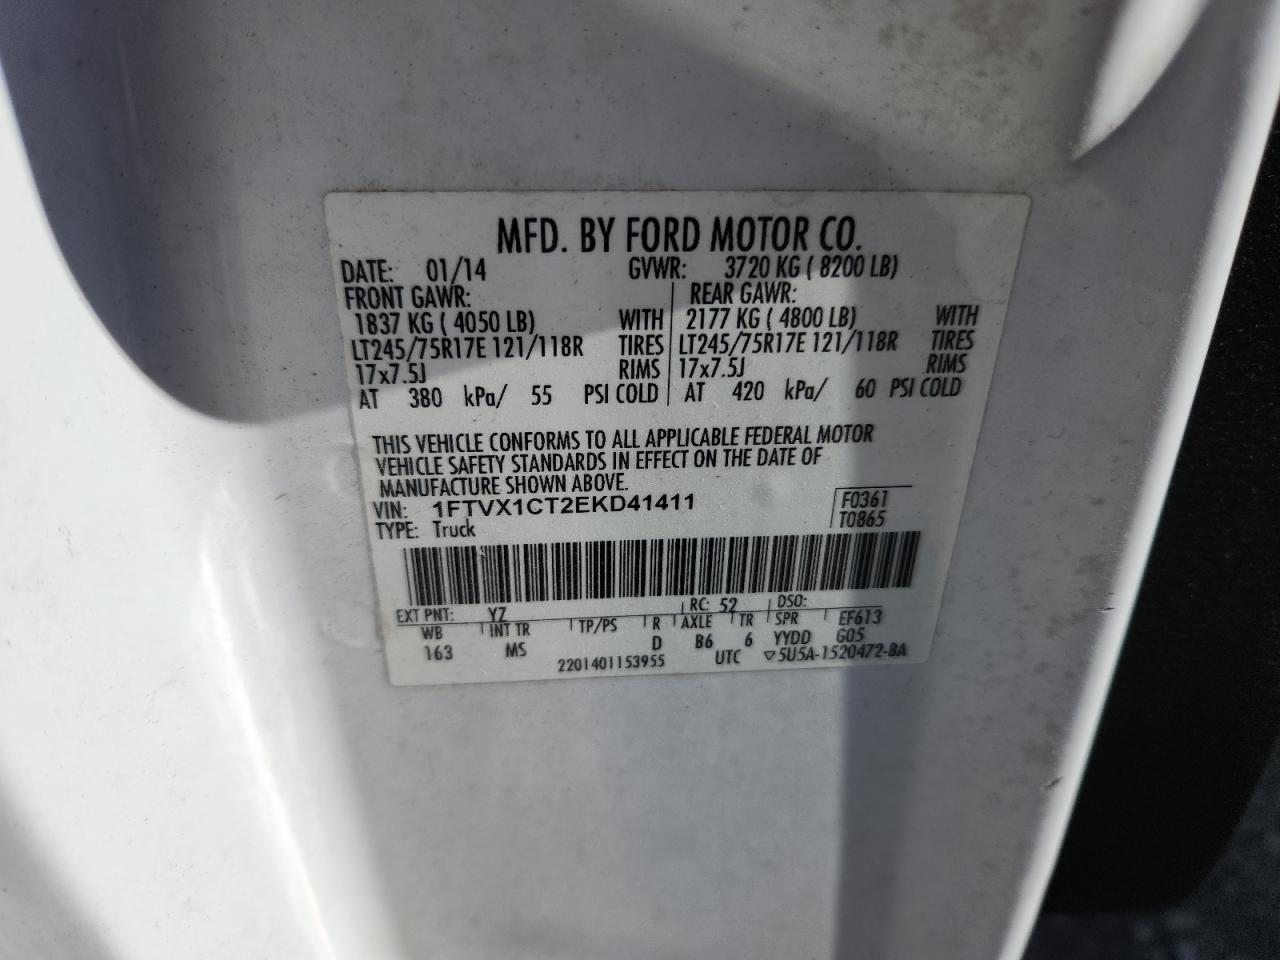 MFD. BY FORD MOTOR CO.
DATE: 01/14 GVWR: 3720 KG ( 8200 LB)
FRONT GAWR: REAR GAWR:
1837 KG ( 4050 LB) WITH 2177 KG ( 4800 LB) WITH
LT245/75R17E 121/118R TIRES LT245/75R17E 121/118R TIRES
17x7.5J RIMS 17x7.5J RIMS
AT 380 kPa/ 55 PSI COLD AT 420 kPa/ 60 PSI COLD
THIS VEHICLE CONFORMS TO ALL APPLICABLE FEDERAL MOTOR
VEHICLE SAFETY STANDARDS IN EFFECT ON THE DATE OF
MANUFACTURE SHOWN ABOVE.
VIN: 1FTVX1CT2EKD41411 F0361
TYPE: Truck T0865
EXT PNT: YZ RC: 52 DSO:
WB INT TR TP/PS R AXLE TR SPR EF613
163 MS D B6 6 YYDD G05
2201401153955 UTC ▽5U5A-1520472-BA